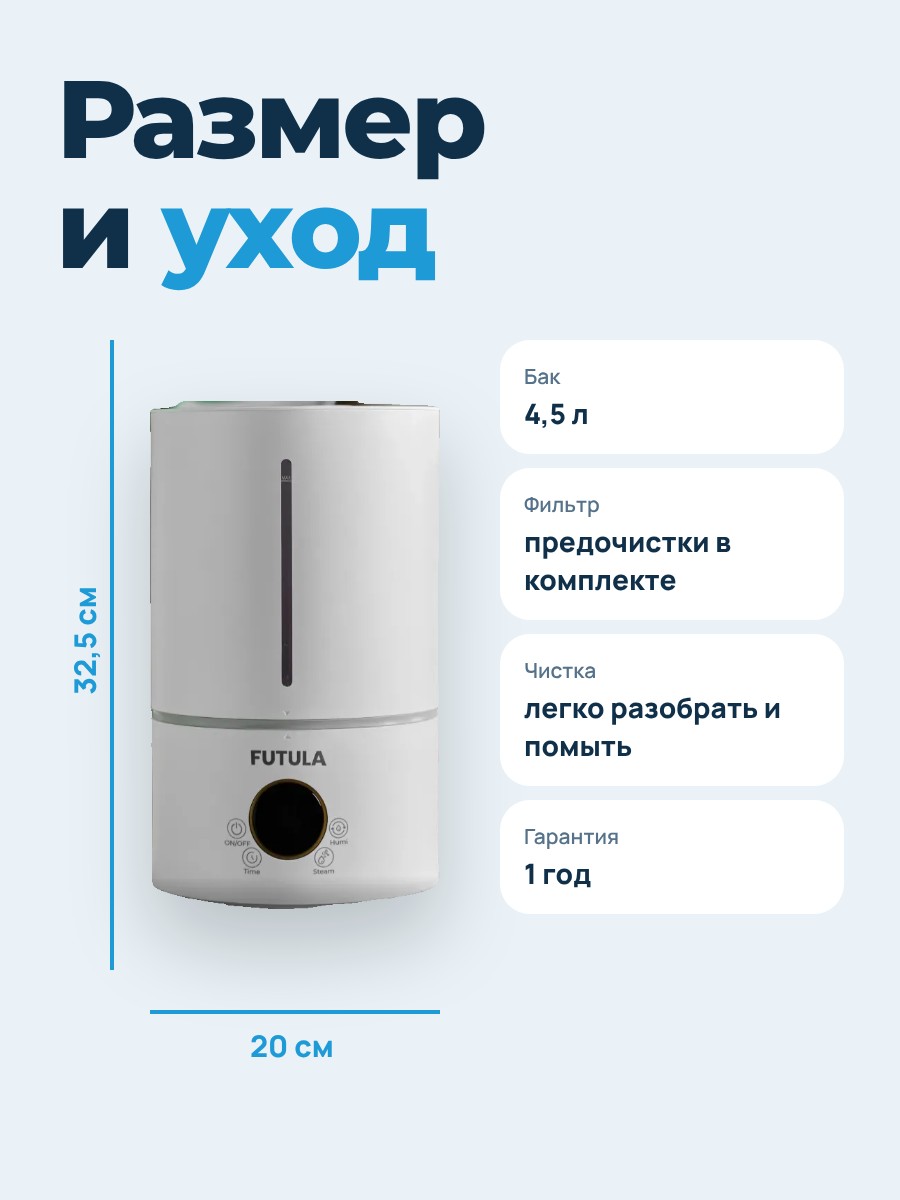 Размер
и уход
Бак
4,5 л
Фильтр
предочистки в
комплекте
Чистка
легко разобрать и
помыть
Гарантия
1 год
32,5 см
FUTULA
ON/OFF
Humi
Time
Steam
20 см